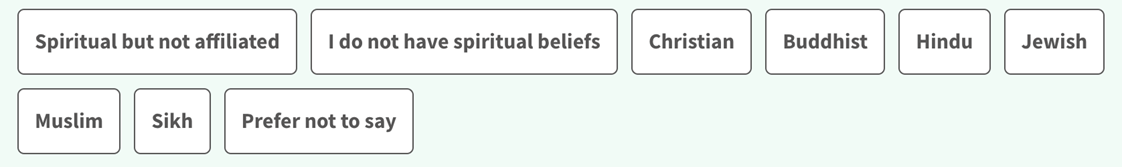 Spiritual but not affiliated I do not have spiritual beliefs Christian Buddhist Hindu Jewish
Muslim Sikh Prefer not to say